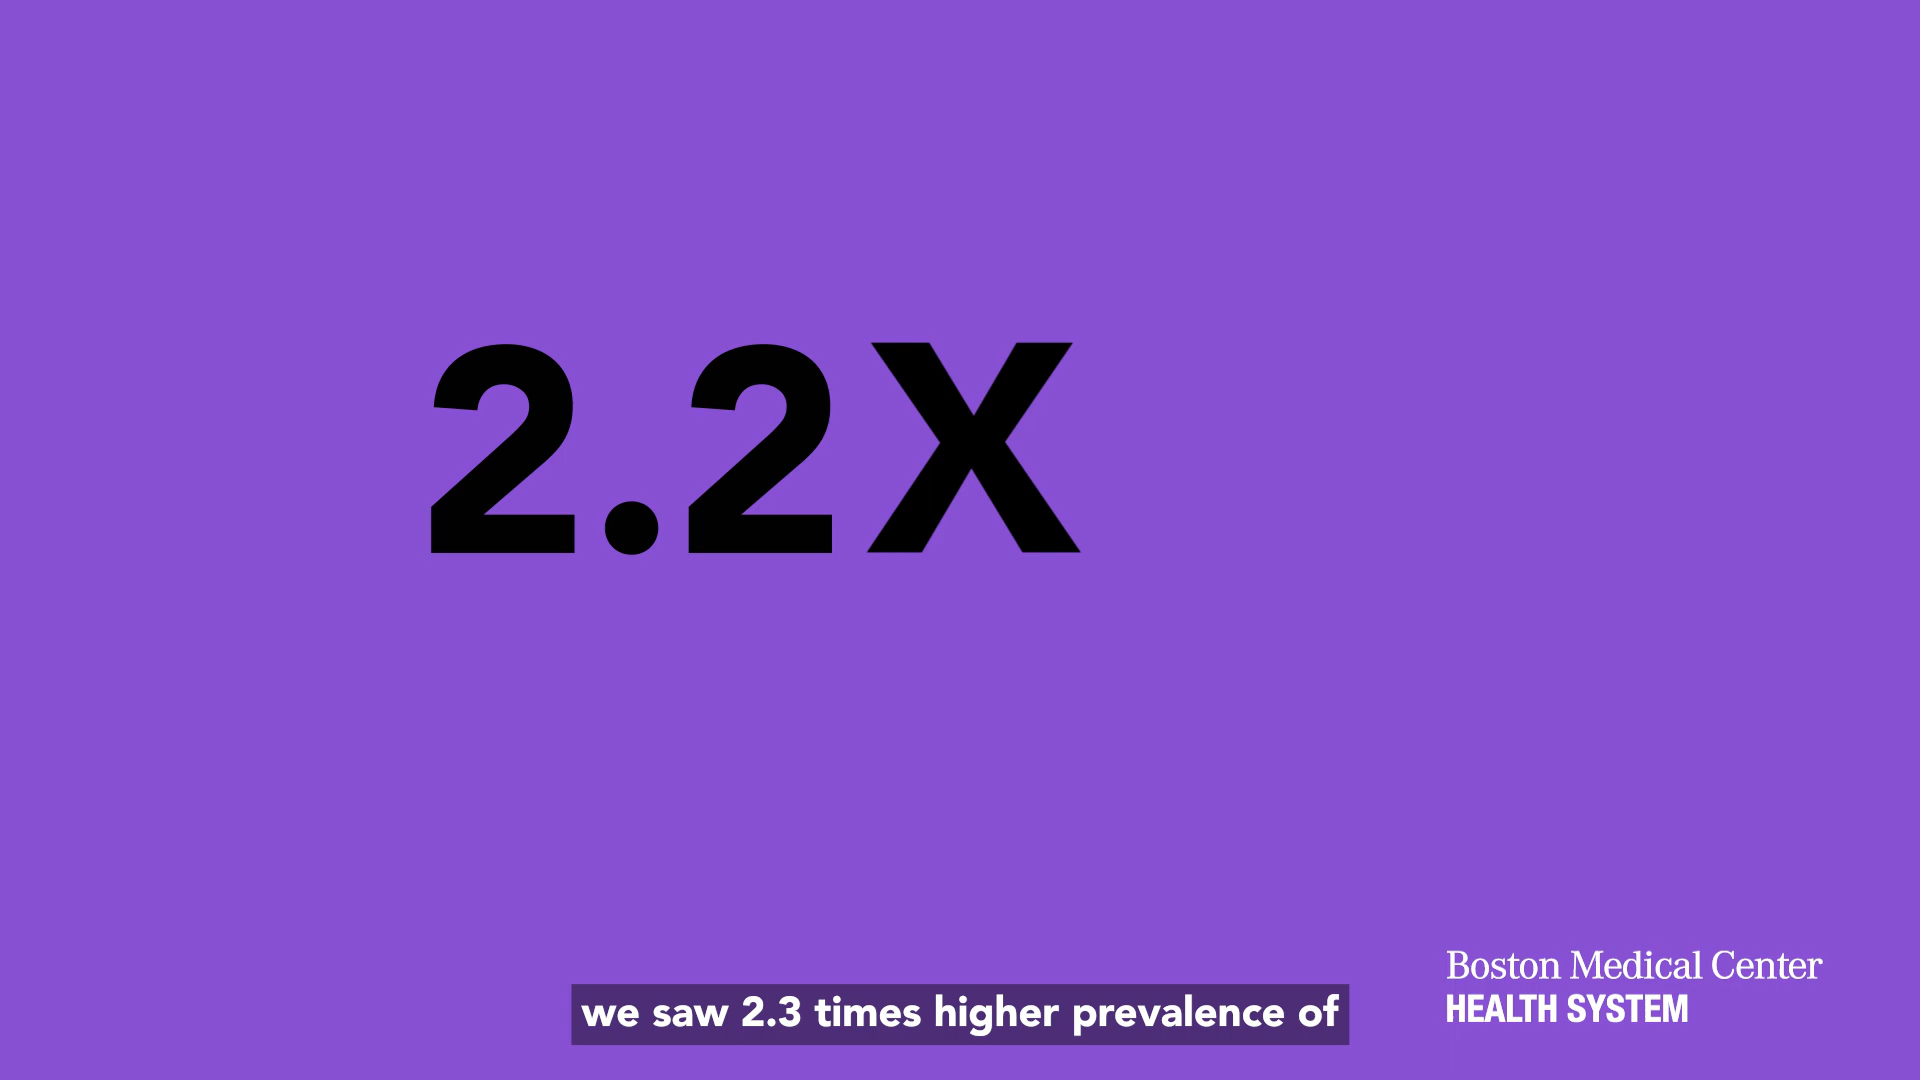 2.2X
we saw 2.3 times higher prevalence of
Boston Medical Center
HEALTH SYSTEM